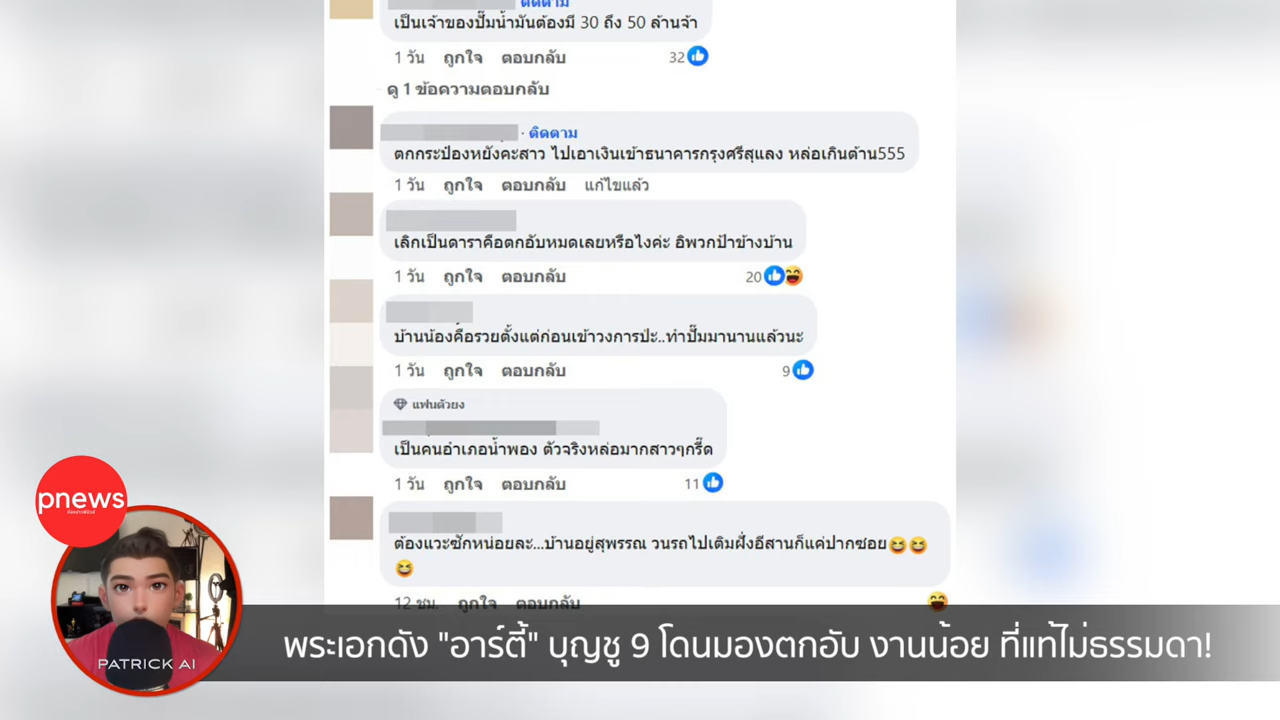 ติดตาม
เป็นเจ้าของปั๊มน้ำมันต้องมี 30 ถึง 50 ล้านจ้า
1 วัน ถูกใจ ตอบกลับ 32
ดู 1 ข้อความตอบกลับ
· ติดตาม
ตกกระป๋องหยังคะสาว ไปเอาเงินเข้าธนาคารกรุงศรีสุแลง หล่อเกินต้าน555
1 วัน ถูกใจ ตอบกลับ แก้ไขแล้ว
เลิกเป็นดาราคือตกอับหมดเลยหรือไงค่ะ อิพวกป้าข้างบ้าน
1 วัน ถูกใจ ตอบกลับ 20
บ้านน้องคือรวยตั้งแต่ก่อนเข้าวงการป่ะ..ทำปั๊มมานานแล้วนะ
1 วัน ถูกใจ ตอบกลับ 9
แฟนตัวยง
เป็นคนอำเภอน้ำพอง ตัวจริงหล่อมากสาวๆกรี๊ด
1 วัน ถูกใจ ตอบกลับ 11
ต้องแวะซักหน่อยละ...บ้านอยู่สุพรรณ วนรถไปเติมฝั่งอีสานก็แค่ปากซอย😆😆
😆
12 ชม. ถูกใจ ตอบกลับ
pnews
PATRICK AI
พระเอกดัง "อาร์ตี้" บุญชู 9 โดนมองตกอับ งานน้อย ที่แท้ไม่ธรรมดา!